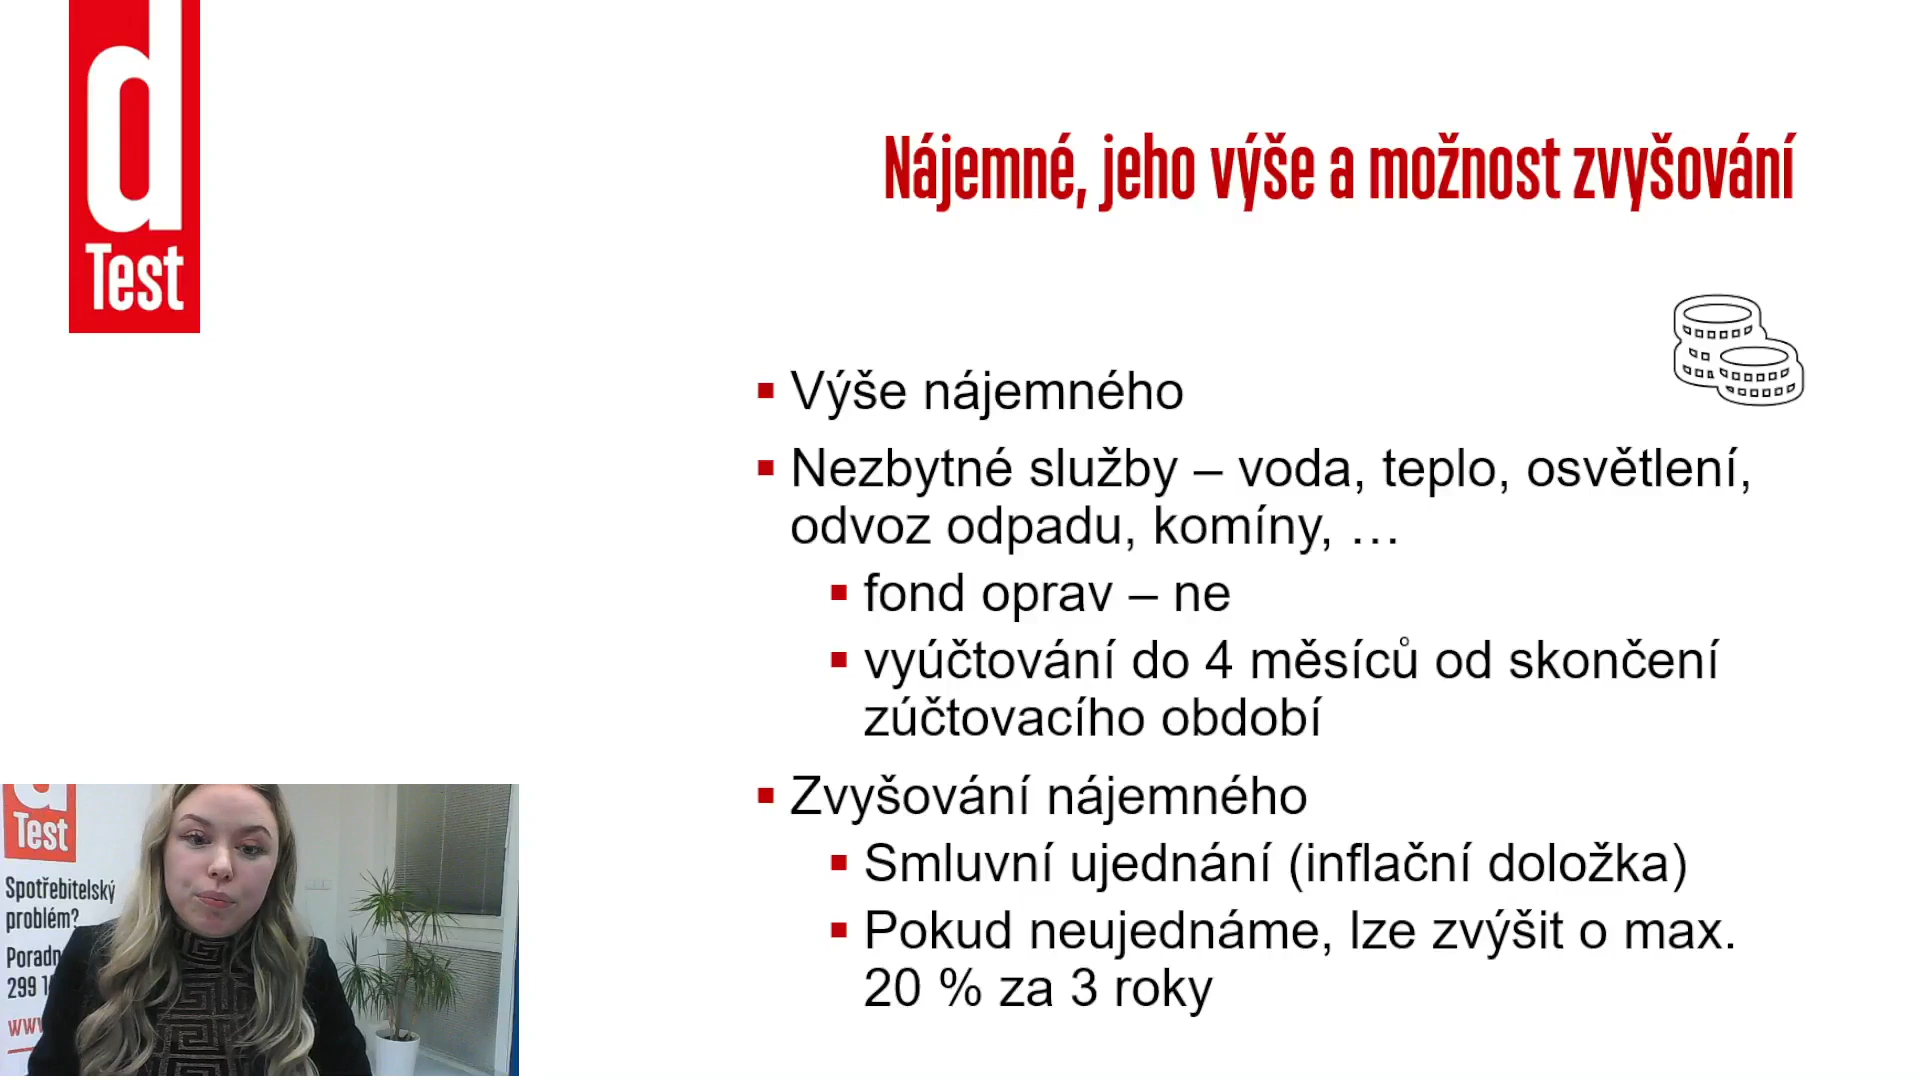 d
Test
Nájemné, jeho výše a možnost zvyšování
Výše nájemného
Nezbytné služby – voda, teplo, osvětlení,
odvoz odpadu, komíny, …
fond oprav – ne
vyúčtování do 4 měsíců od skončení
zúčtovacího období
Zvyšování nájemného
Smluvní ujednání (inflační doložka)
Pokud neujednáme, lze zvýšit o max.
20 % za 3 roky
d
Test
Spotřebitelský
problém?
299